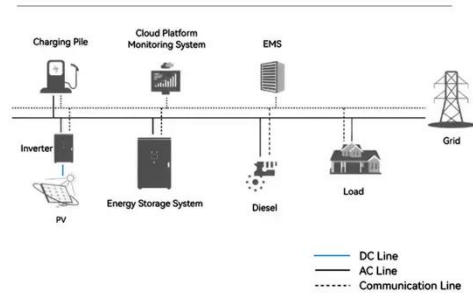 Charging Pile
Cloud Platform
Monitoring System
EMS
Grid
Inverter
PV
Energy Storage System
Diesel
Load
DC Line
AC Line
Communication Line